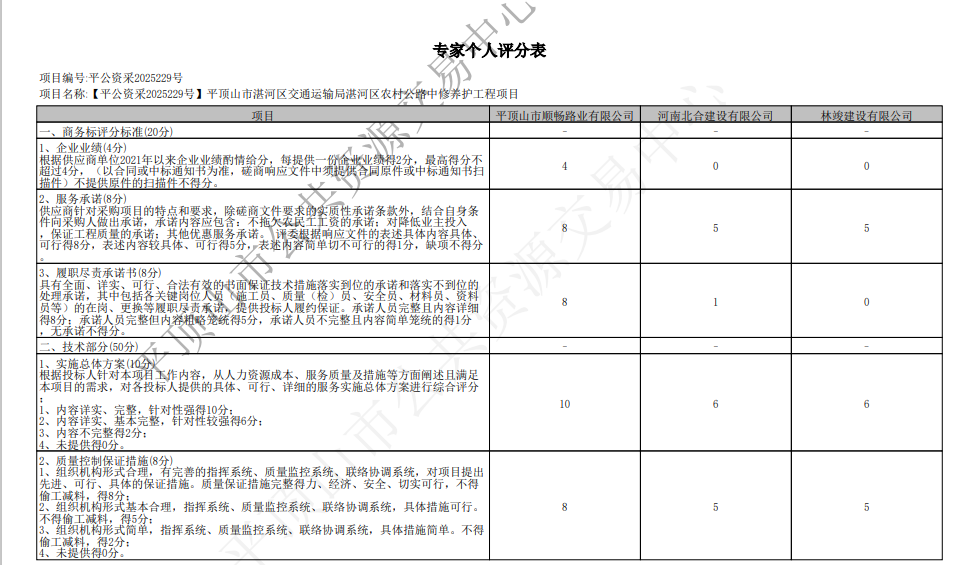 专家个人评分表
项目编号:平公资采2025229号
项目名称:【平公资采2025229号】平顶山市湛河区交通运输局湛河区农村公路中修养护工程项目
项目 平顶山市顺畅路业有限公司 河南北合建设有限公司 林竣建设有限公司
一、商务标评分标准(20分) - - -
1、企业业绩(4分)
根据供应商单位2021年以来企业业绩酌情给分，每提供一份企业业绩得2分，最高得分不
超过4分，（以合同或中标通知书为准，磋商响应文件中须提供合同原件或中标通知书扫
描件）不提供原件的扫描件不得分。
4 0 0
2、服务承诺(8分)
供应商针对采购项目的特点和要求，除磋商文件要求的实质性承诺条款外，结合自身条
件向采购人做出承诺，承诺内容应包含：不拖欠农民工工资的承诺，对降低业主投入
，保证工程质量的承诺；其他优惠服务承诺。 评委根据响应文件的表述具体内容具体、
可行得8分，表述内容较具体、可行得5分，表述内容简单切不可行的得1分，缺项不得分
。
8 5 5
3、履职尽责承诺书(8分)
具有全面、详实、可行、合法有效的书面保证技术措施落实到位的承诺和落实不到位的
处理承诺，其中包括各关键岗位人员（施工员、质量（检）员、安全员、材料员、资料
员等）的在岗、更换等履职尽责承诺，提供投标人履约的保证。承诺人员完整且内容详细
得8分；承诺人员完整但内容粗略笼统得5分，承诺人员不完整且内容简单笼统的得1分
，无承诺不得分。
8 1 0
二、技术部分(50分) - - -
1、实施总体方案(10分)
根据投标人针对本项目工作内容，从人力资源成本、服务质量及措施等方面阐述且满足
本项目的需求，对各投标人提供的具体、可行、详细的服务实施总体方案进行综合评分
：
1、内容详实、完整，针对性强得10分；
2、内容详实、基本完整，针对性较强得6分；
3、内容不完整得2分；
4、未提供得0分。
10 6 6
2、质量控制保证措施(8分)
1、组织机构形式合理，有完善的指挥系统、质量监控系统、联络协调系统，对项目提出
先进、可行、具体的保证措施。质量保证措施完整得力、经济、安全、切实可行，不得
偷工减料，得8分；
2、组织机构形式基本合理，指挥系统、质量监控系统、联络协调系统，具体措施可行。
不得偷工减料，得5分；
3、组织机构形式简单，指挥系统、质量监控系统、联络协调系统，具体措施简单。不得
偷工减料，得2分；
4、未提供得0分。
8 5 5
平顶山市公共资源交易中心
平顶山市公共资源交易中心